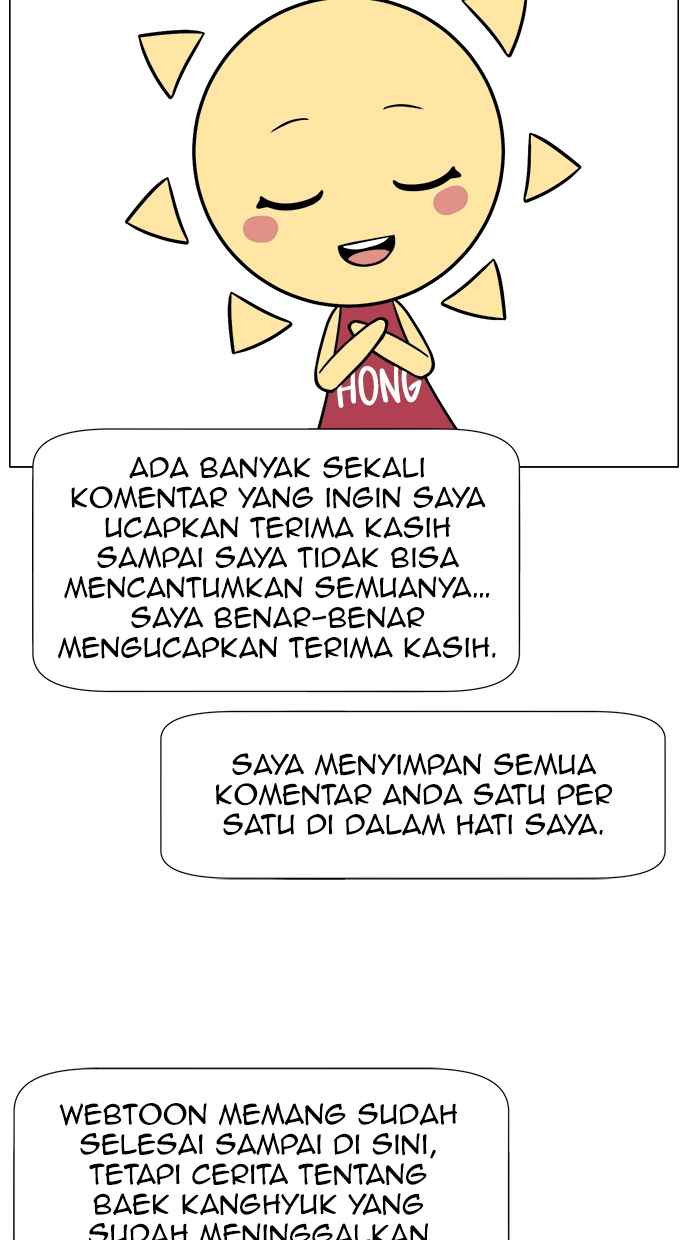 HONG
ADA BANYAK SEKALI
KOMENTAR YANG INGIN SAYA
UCAPKAN TERIMA KASIH
SAMPAI SAYA TIDAK BISA
MENCANTUMKAN SEMUANYA...
SAYA BENAR-BENAR
MENGUCAPKAN TERIMA KASIH.
SAYA MENYIMPAN SEMUA
KOMENTAR ANDA SATU PER
SATU DI DALAM HATI SAYA.
WEBTOON MEMANG SUDAH
SELESAI SAMPAI DI SINI,
TETAPI CERITA TENTANG
BAEK KANGHYUK YANG
SUDAH MENINGGALKAN